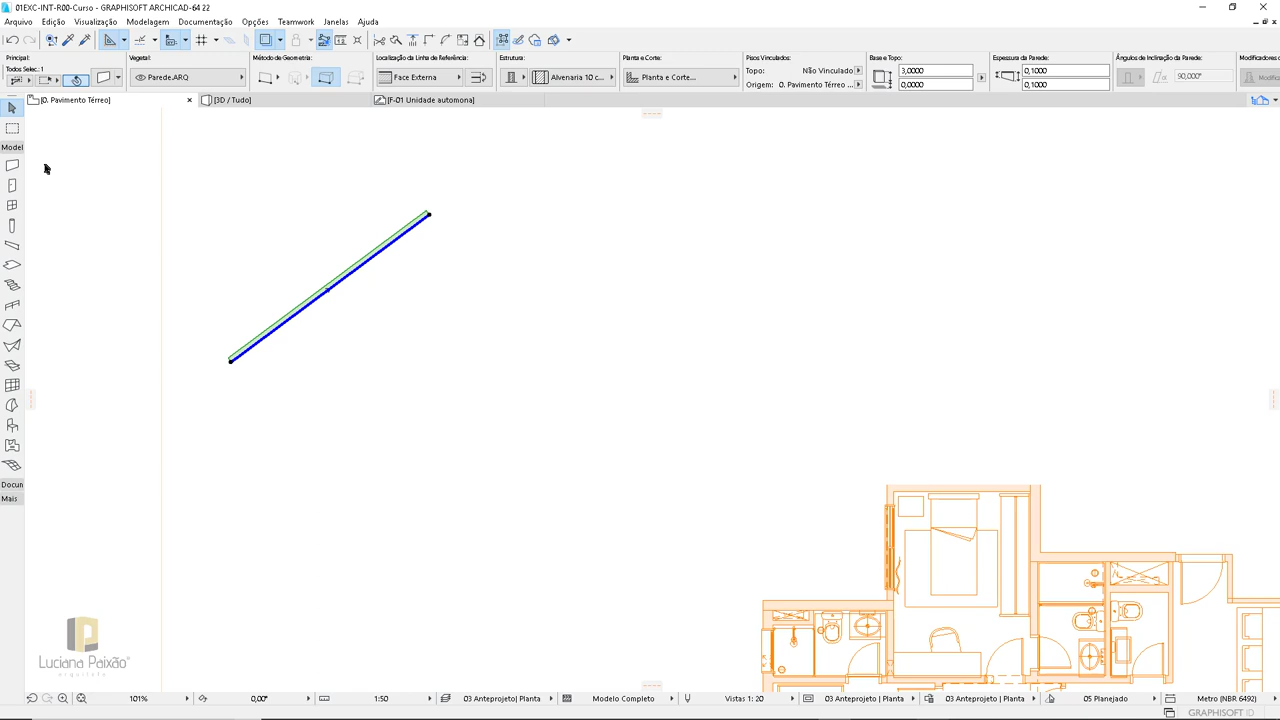 01EXC-INT-R00-Curso - GRAPHISOFT ARCHICAD-64 22
Arquivo Edição Visualização Modelagem Documentação Opções Teamwork Janelas Ajuda
Principal: Vegetal: Método de Geometria: Localização da Linha de Referência: Estrutura: Planta e Corte: Pisos Vinculados: Base e Topo: Espessura da Parede: Ângulos de Inclinação da Parede:
Todos Selec.: 1
Parede.ARQ Face Externa Alvenaria 10 c... Planta e Corte...
Topo: Não Vinculado 3,0000 0,1000 90,000°
Origem: 0. Pavimento Térreo ... 0,0000 0,1000
[0. Pavimento Térreo] [3D / Tudo] [F-01 Unidade automona]
Model
Docun
Mais
Luciana Paixão®
arquiteta
101% 0,00° 1:50 03 Anteprojeto | Planta Modelo Completo Vistas 1: 20 03 Anteprojeto | Planta 03 Anteprojeto | Planta 05 Planejado Metro (NBR 6492)
GRAPHISOFT ID